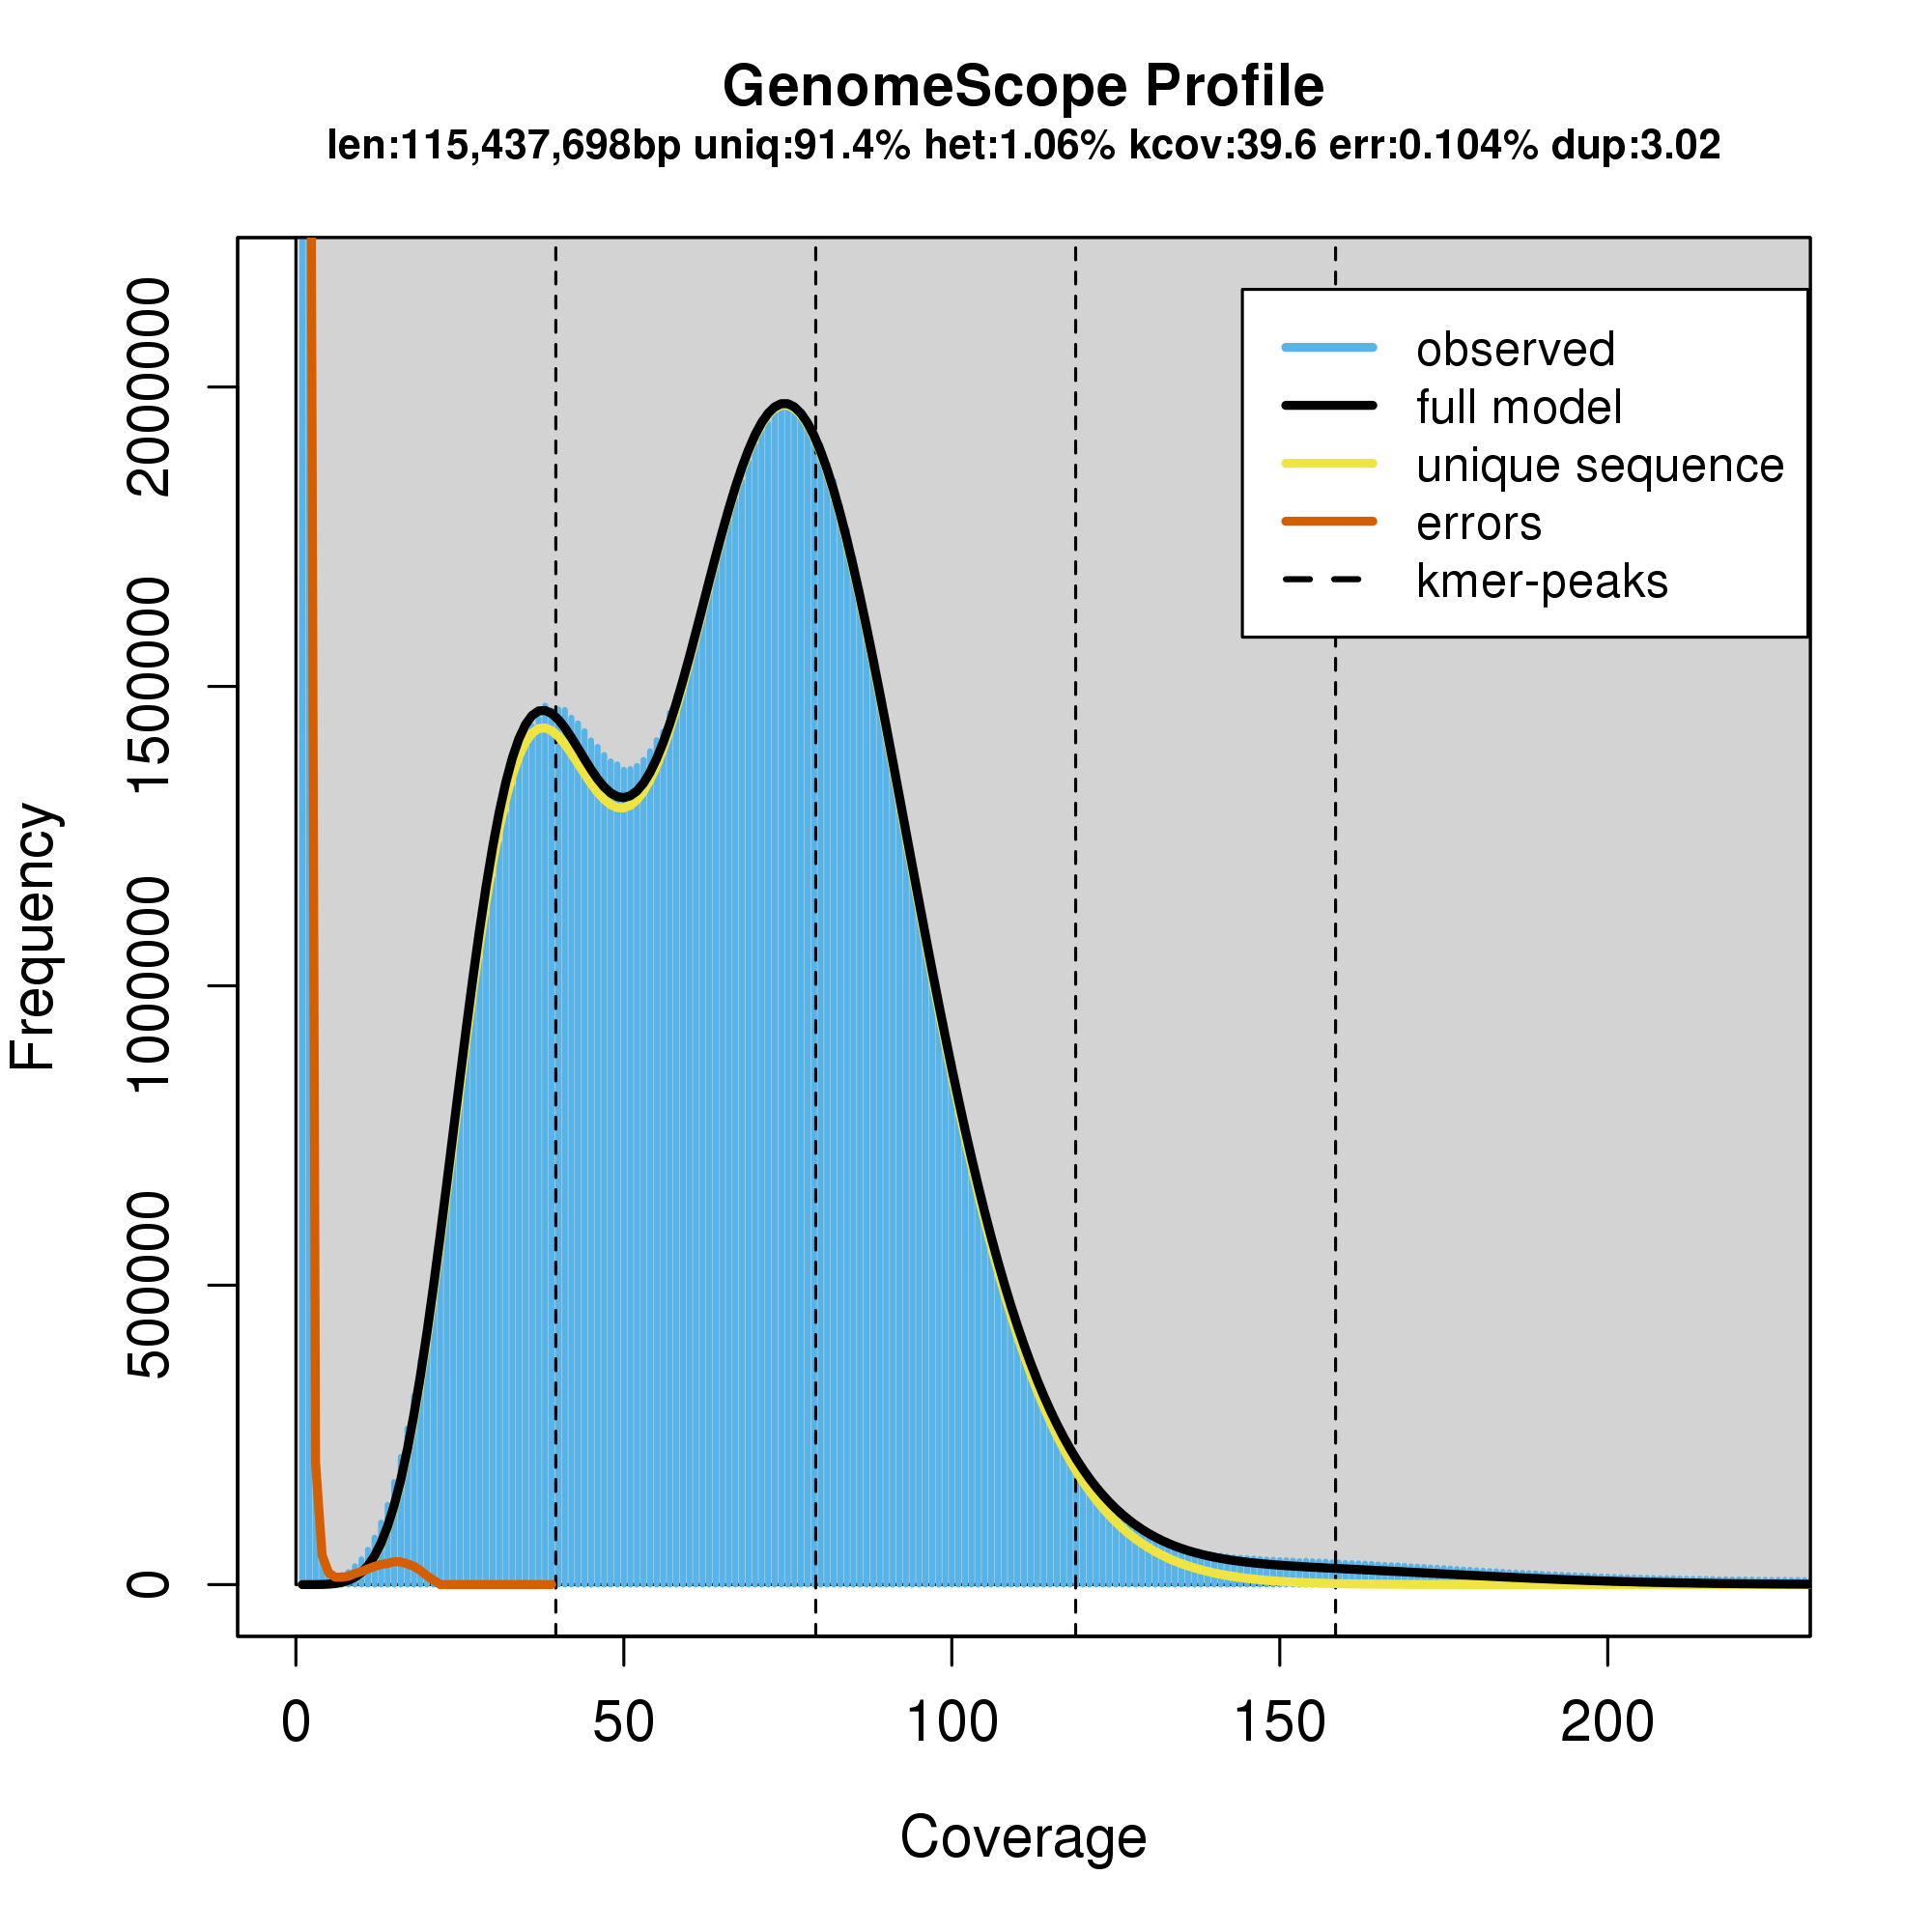 GenomeScope Profile
len:115,437,698bp uniq:91.4% het:1.06% kcov:39.6 err:0.104% dup:3.02
observed
full model
unique sequence
errors
kmer-peaks
Frequency
2000000
1500000
1000000
500000
0
0 50 100 150 200
Coverage